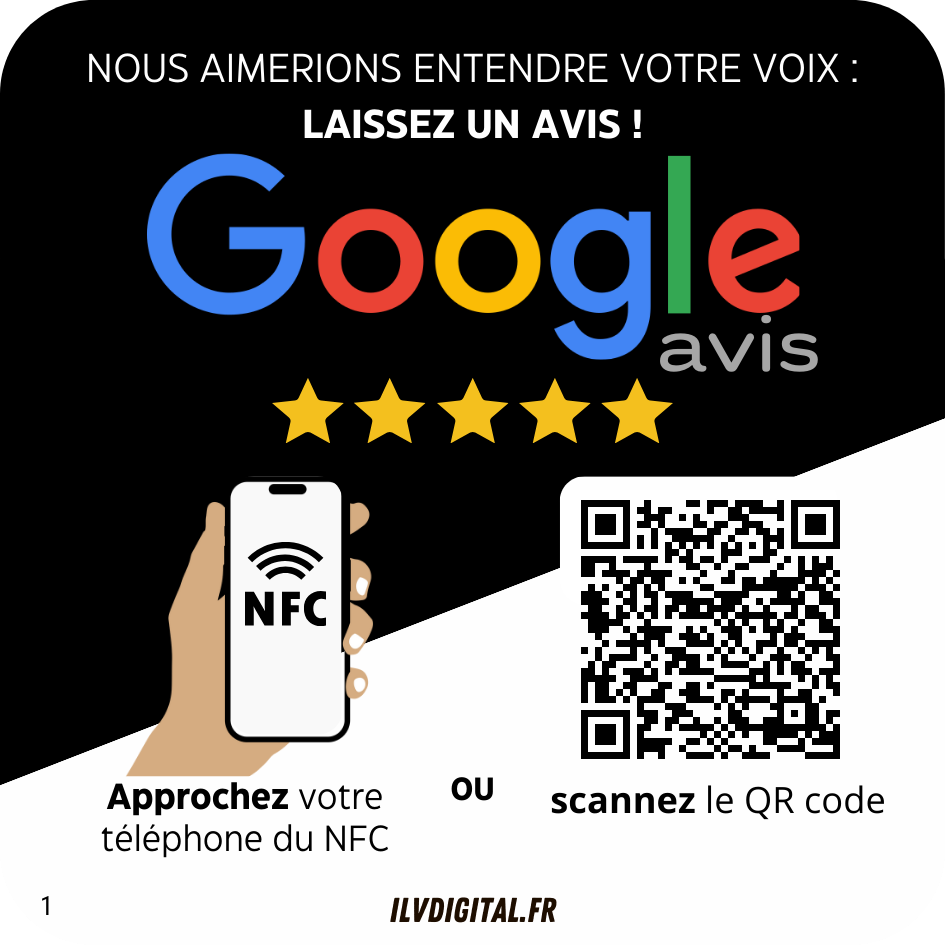 NOUS AIMERIONS ENTENDRE VOTRE VOIX :
LAISSEZ UN AVIS !
Google
avis
NFC
Approchez votre
téléphone du NFC
OU
scannez le QR code
1
ILVDIGITAL.FR